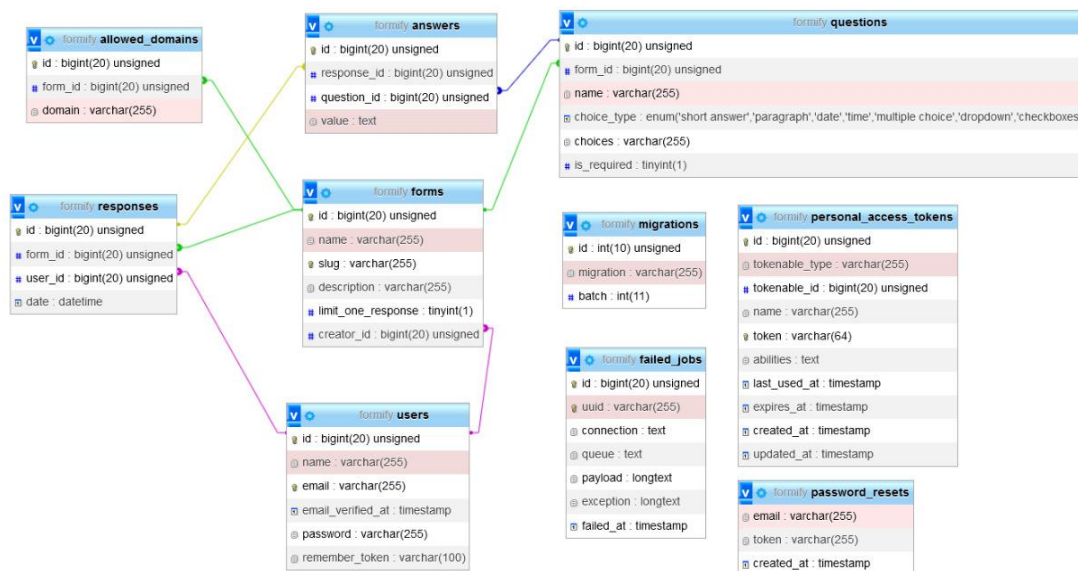 formify allowed_domains
id : bigint(20) unsigned
form_id : bigint(20) unsigned
domain : varchar(255)
formify answers
id : bigint(20) unsigned
response_id : bigint(20) unsigned
question_id : bigint(20) unsigned
value : text
formify questions
id : bigint(20) unsigned
form_id : bigint(20) unsigned
name : varchar(255)
choice_type : enum('short answer','paragraph','date','time','multiple choice','dropdown','checkboxes
choices : varchar(255)
is_required : tinyint(1)
formify responses
id : bigint(20) unsigned
form_id : bigint(20) unsigned
user_id : bigint(20) unsigned
date : datetime
formify forms
id : bigint(20) unsigned
name : varchar(255)
slug : varchar(255)
description : varchar(255)
limit_one_response : tinyint(1)
creator_id : bigint(20) unsigned
formify migrations
id : int(10) unsigned
migration : varchar(255)
batch : int(11)
formify personal_access_tokens
id : bigint(20) unsigned
tokenable_type : varchar(255)
tokenable_id : bigint(20) unsigned
name : varchar(255)
token : varchar(64)
abilities : text
last_used_at : timestamp
expires_at : timestamp
created_at : timestamp
updated_at : timestamp
formify failed_jobs
id : bigint(20) unsigned
uuid : varchar(255)
connection : text
queue : text
payload : longtext
exception : longtext
failed_at : timestamp
formify users
id : bigint(20) unsigned
name : varchar(255)
email : varchar(255)
email_verified_at : timestamp
password : varchar(255)
remember_token : varchar(100)
formify password_resets
email : varchar(255)
token : varchar(255)
created_at : timestamp